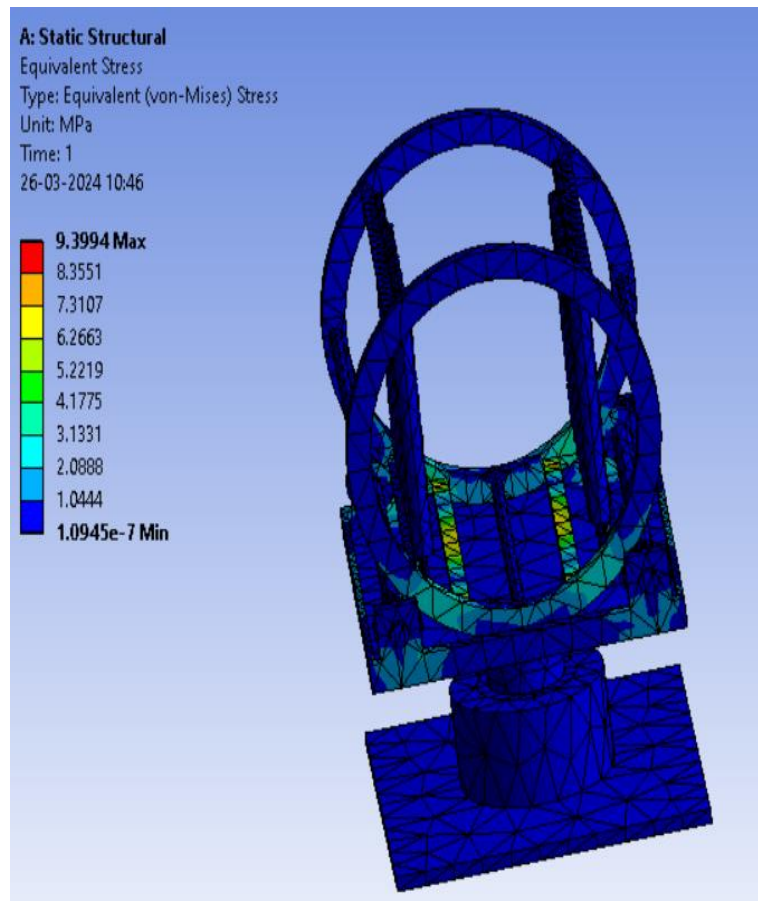 A: Static Structural
Equivalent Stress
Type: Equivalent (von-Mises) Stress
Unit: MPa
Time: 1
26-03-2024 10:46
9.3994 Max
8.3551
7.3107
6.2663
5.2219
4.1775
3.1331
2.0888
1.0444
1.0945e-7 Min